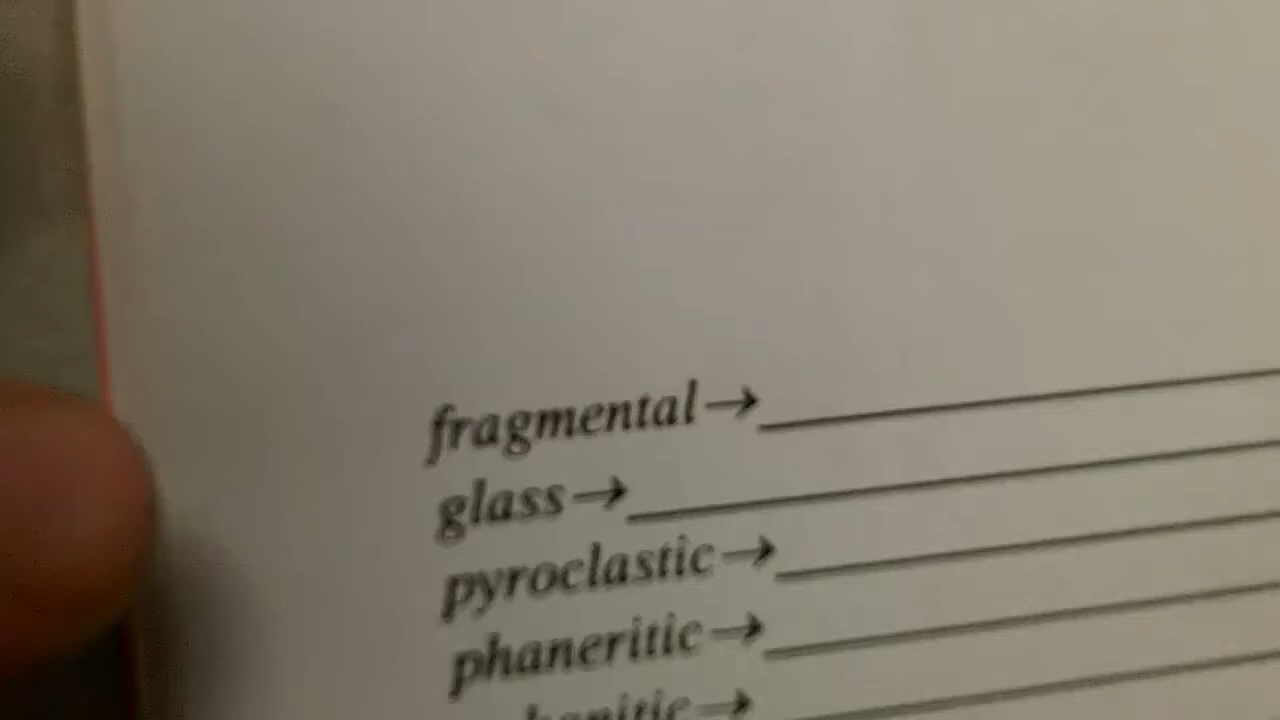 fragmental→
glass→
pyroclastic→
phaneritic→